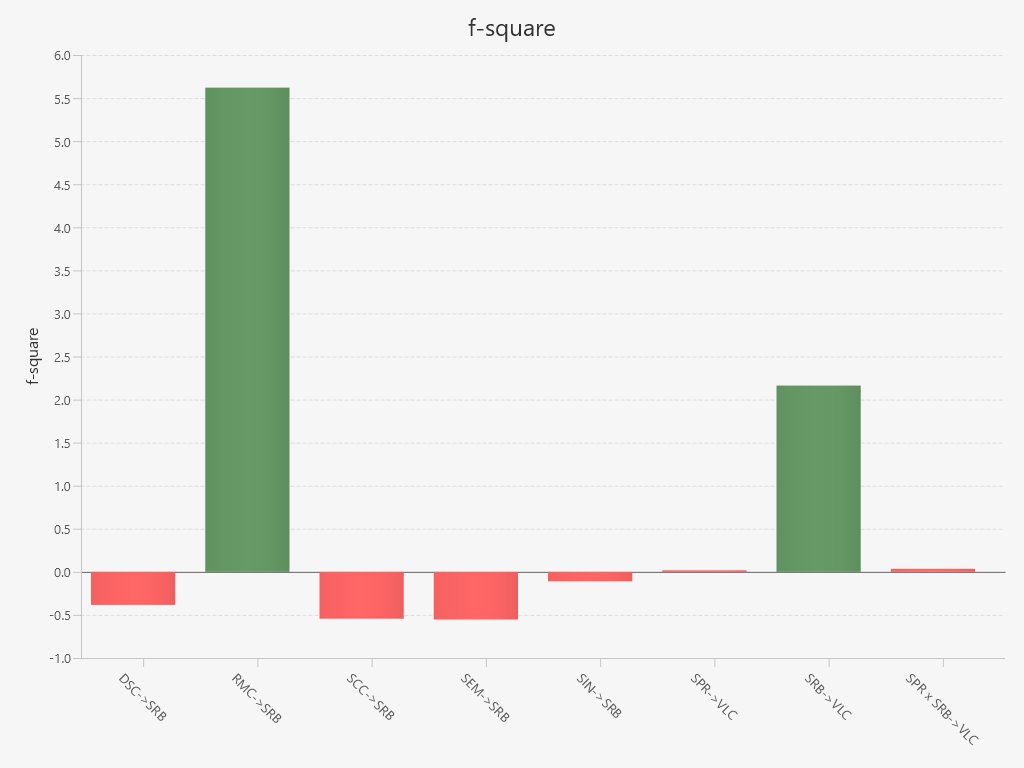 f-square
f-square
6.0
5.5
5.0
4.5
4.0
3.5
3.0
2.5
2.0
1.5
1.0
0.5
0.0
-0.5
-1.0
DSC->SRB
RMC->SRB
SCC->SRB
SEM->SRB
SIN->SRB
SPR->VLC
SRB->VLC
SPR x SRB->VLC